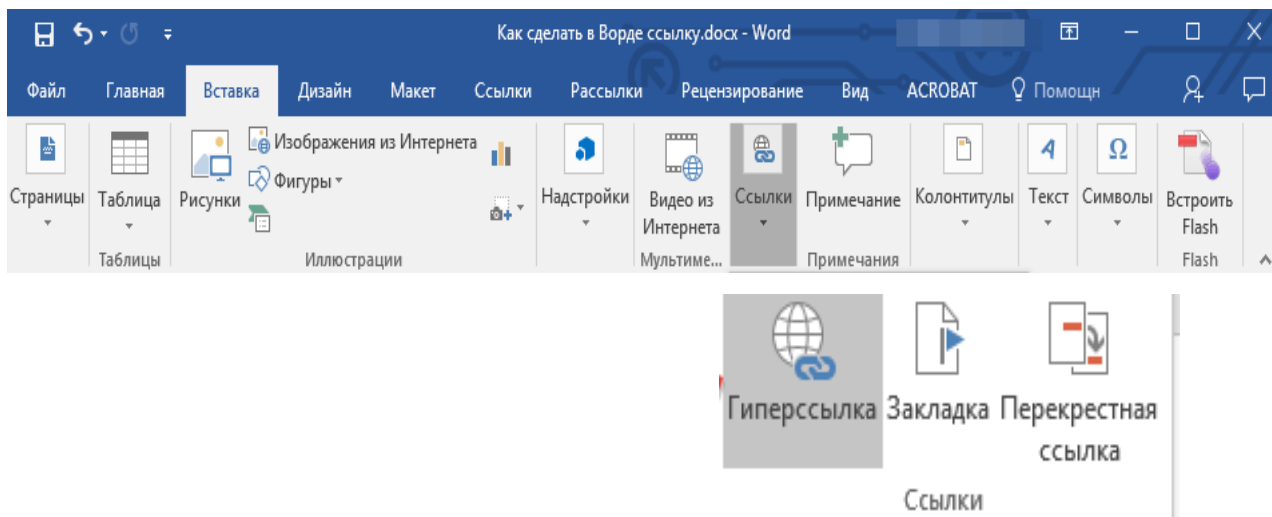 Как сделать в Ворде ссылку.docx - Word
Файл Главная Вставка Дизайн Макет Ссылки Рассылки Рецензирование Вид ACROBAT Помощн
Изображения из Интернета
Фигуры
Страницы Таблица Рисунки Надстройки Видео из Ссылки Примечание Колонтитулы Текст Символы Встроить
Интернета Flash
Таблицы Иллюстрации Мультиме... Примечания Flash
Гиперссылка Закладка Перекрестная
ссылка
Ссылки